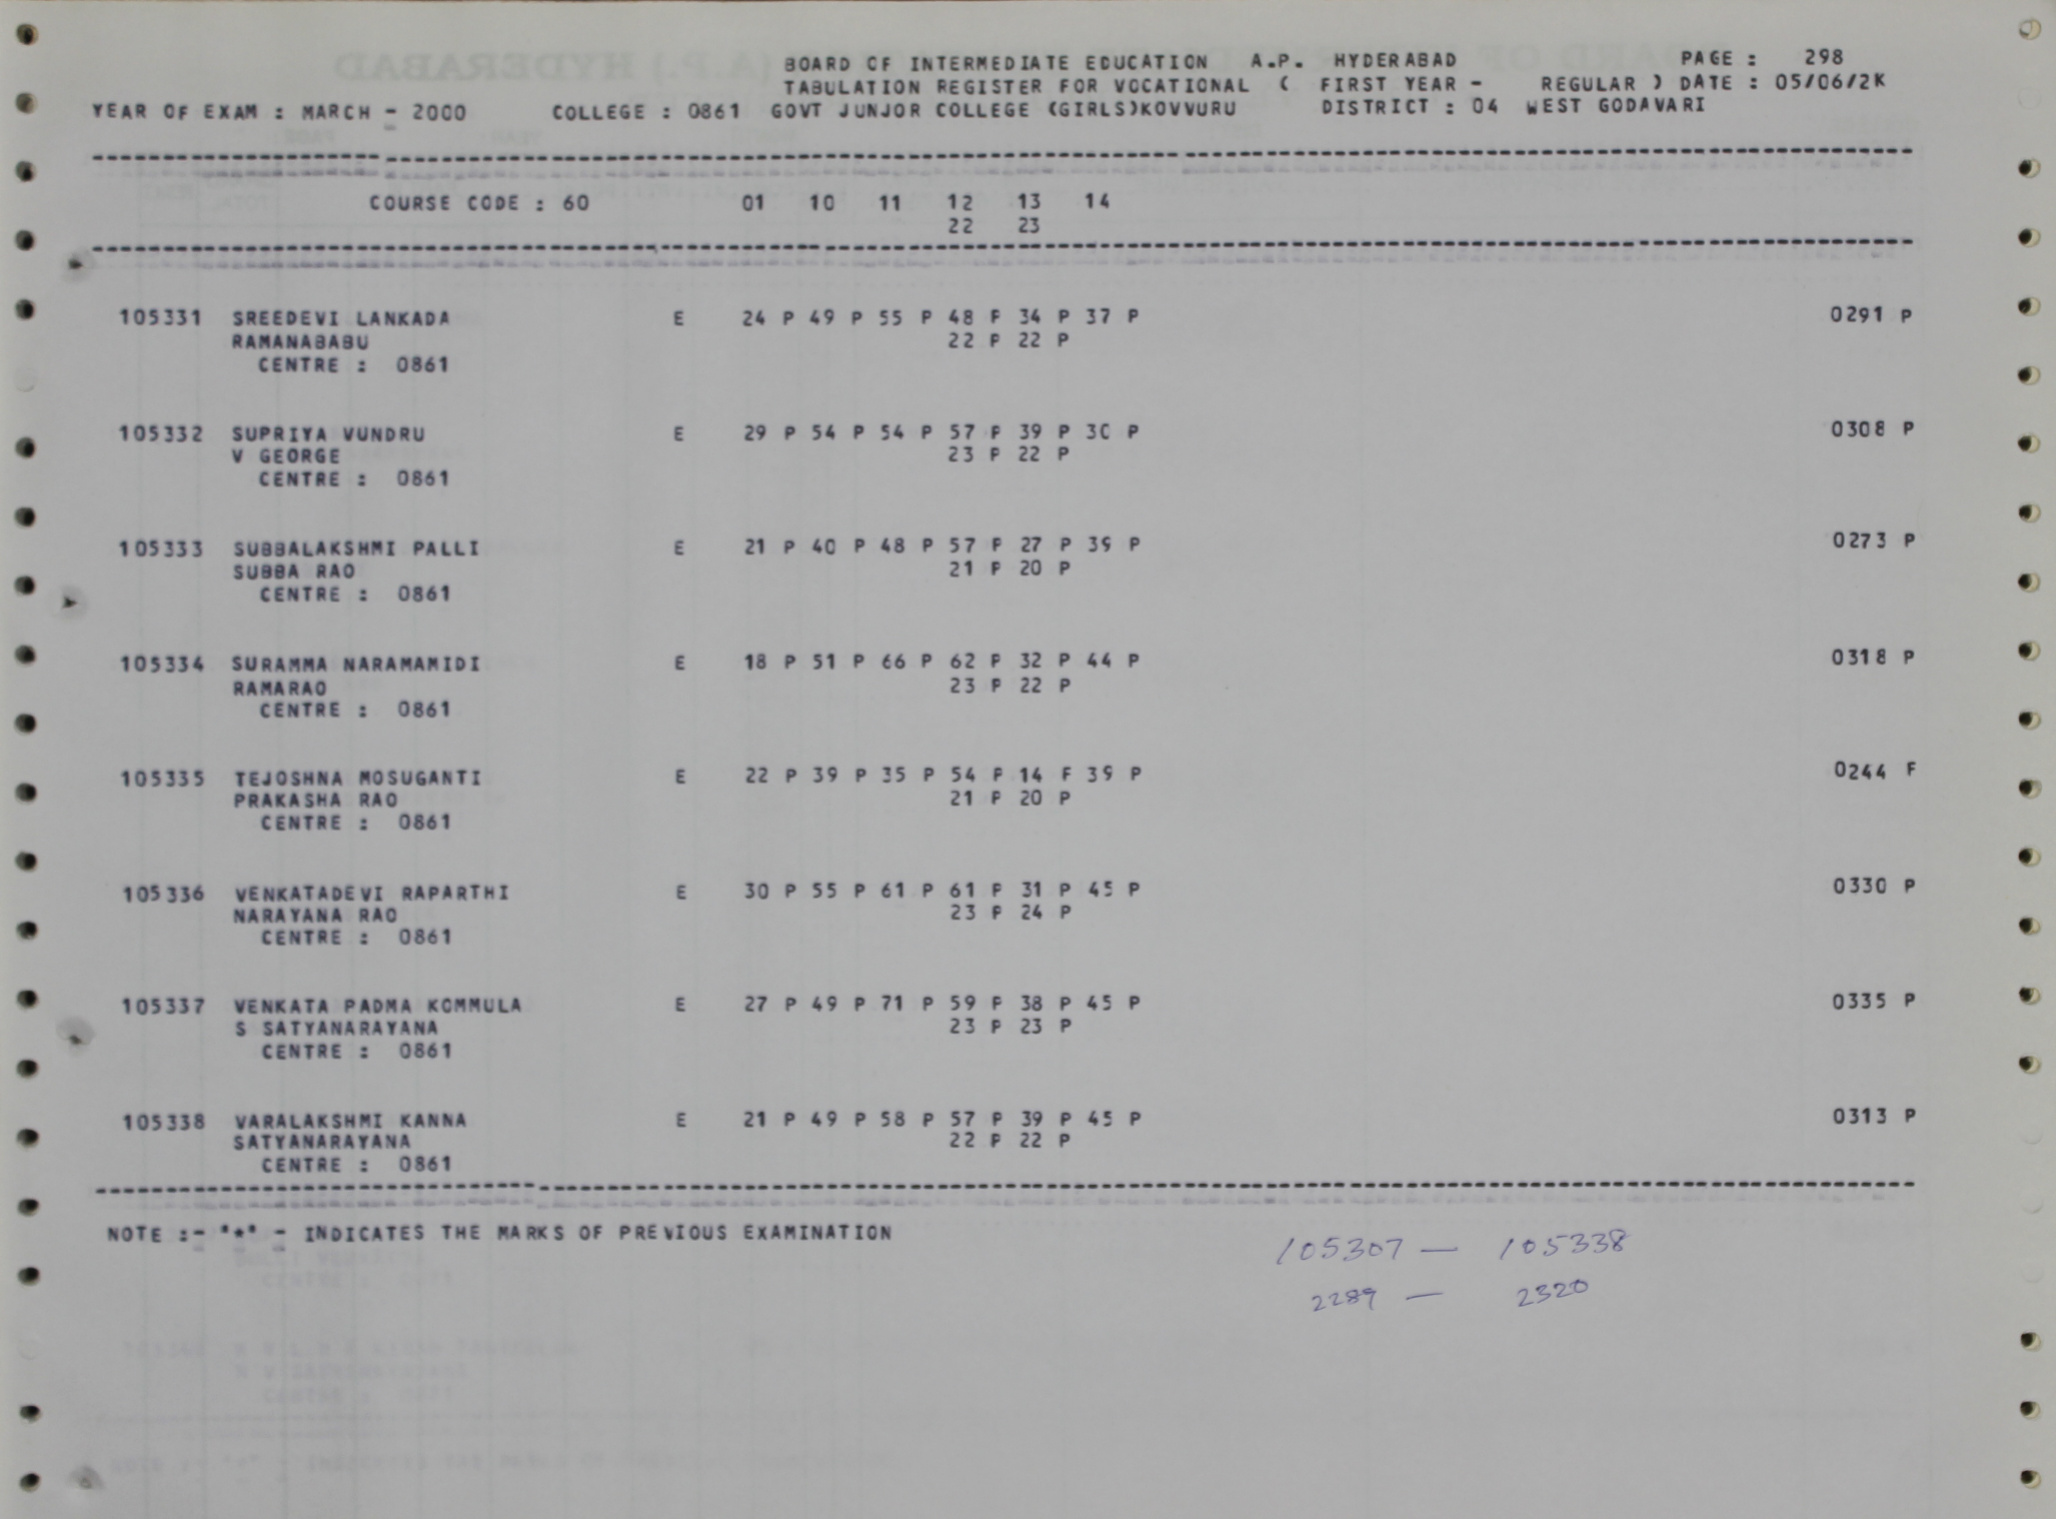 BOARD OF INTERMEDIATE EDUCATION A.P. HYDERABAD PAGE : 298
TABULATION REGISTER FOR VOCATIONAL ( FIRST YEAR - REGULAR ) DATE : 05/06/2K
YEAR OF EXAM : MARCH - 2000 COLLEGE : 0861 GOVT JUNJOR COLLEGE (GIRLS)KOVVURU DISTRICT : 04 WEST GODAVARI
COURSE CODE : 60 01 10 11 12 13 14
22 23
105331 SREEDEVI LANKADA E 24 P 49 P 55 P 48 P 34 P 37 P 0291 P
RAMANABABU 22 P 22 P
CENTRE : 0861
105332 SUPRIYA VUNDRU E 29 P 54 P 54 P 57 P 39 P 30 P 0308 P
V GEORGE 23 P 22 P
CENTRE : 0861
105333 SUBBALAKSHMI PALLI E 21 P 40 P 48 P 57 P 27 P 39 P 0273 P
SUBBA RAO 21 P 20 P
CENTRE : 0861
105334 SURAMMA NARAMAMIDI E 18 P 51 P 66 P 62 P 32 P 44 P 0318 P
RAMARAO 23 P 22 P
CENTRE : 0861
105335 TEJOSHNA MOSUGANTI E 22 P 39 P 35 P 54 P 14 F 39 P 0244 F
PRAKASHA RAO 21 P 20 P
CENTRE : 0861
105336 VENKATADEVI RAPARTHI E 30 P 55 P 61 P 61 P 31 P 45 P 0330 P
NARAYANA RAO 23 P 24 P
CENTRE : 0861
105337 VENKATA PADMA KOMMULA E 27 P 49 P 71 P 59 P 38 P 45 P 0335 P
S SATYANARAYANA 23 P 23 P
CENTRE : 0861
105338 VARALAKSHMI KANNA E 21 P 49 P 58 P 57 P 39 P 45 P 0313 P
SATYANARAYANA 22 P 22 P
CENTRE : 0861
NOTE :- "*" - INDICATES THE MARKS OF PREVIOUS EXAMINATION
105307 — 105338
2289 — 2320